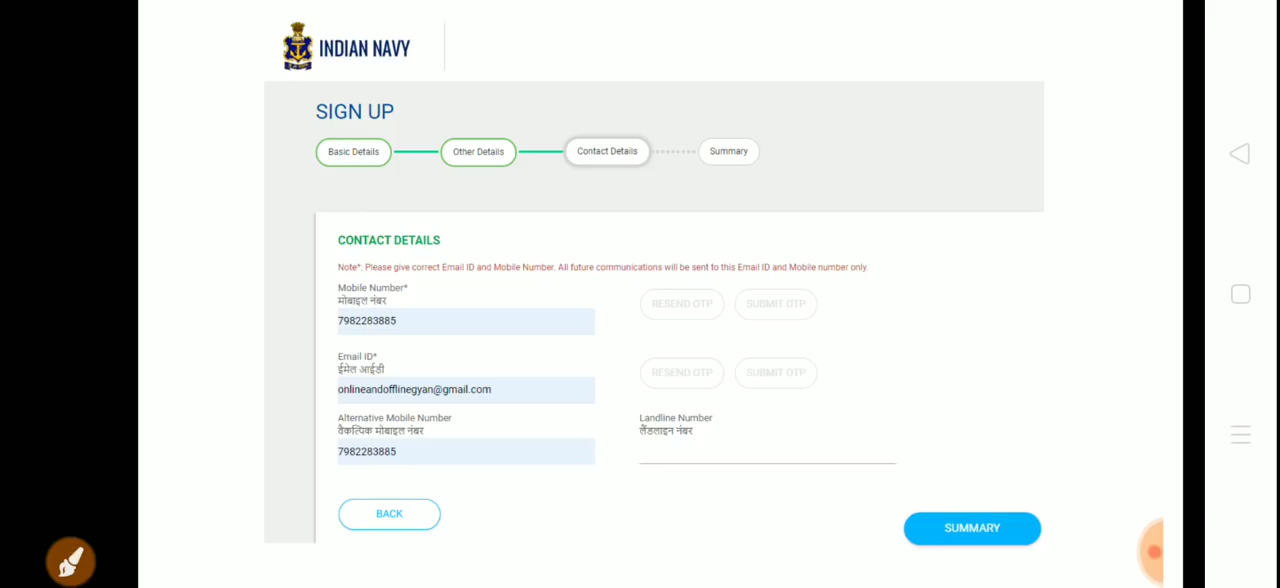 INDIAN NAVY
SIGN UP
Basic Details
Other Details
Contact Details
Summary
CONTACT DETAILS
Note*: Please give correct Email ID and Mobile Number. All future communications will be sent to this Email ID and Mobile number only.
Mobile Number*
मोबाइल नंबर
7982283885
RESEND OTP
SUBMIT OTP
Email ID*
ईमेल आईडी
onlineandofflinegyan@gmail.com
RESEND OTP
SUBMIT OTP
Alternative Mobile Number
वैकल्पिक मोबाइल नंबर
7982283885
Landline Number
लैंडलाइन नंबर
BACK
SUMMARY